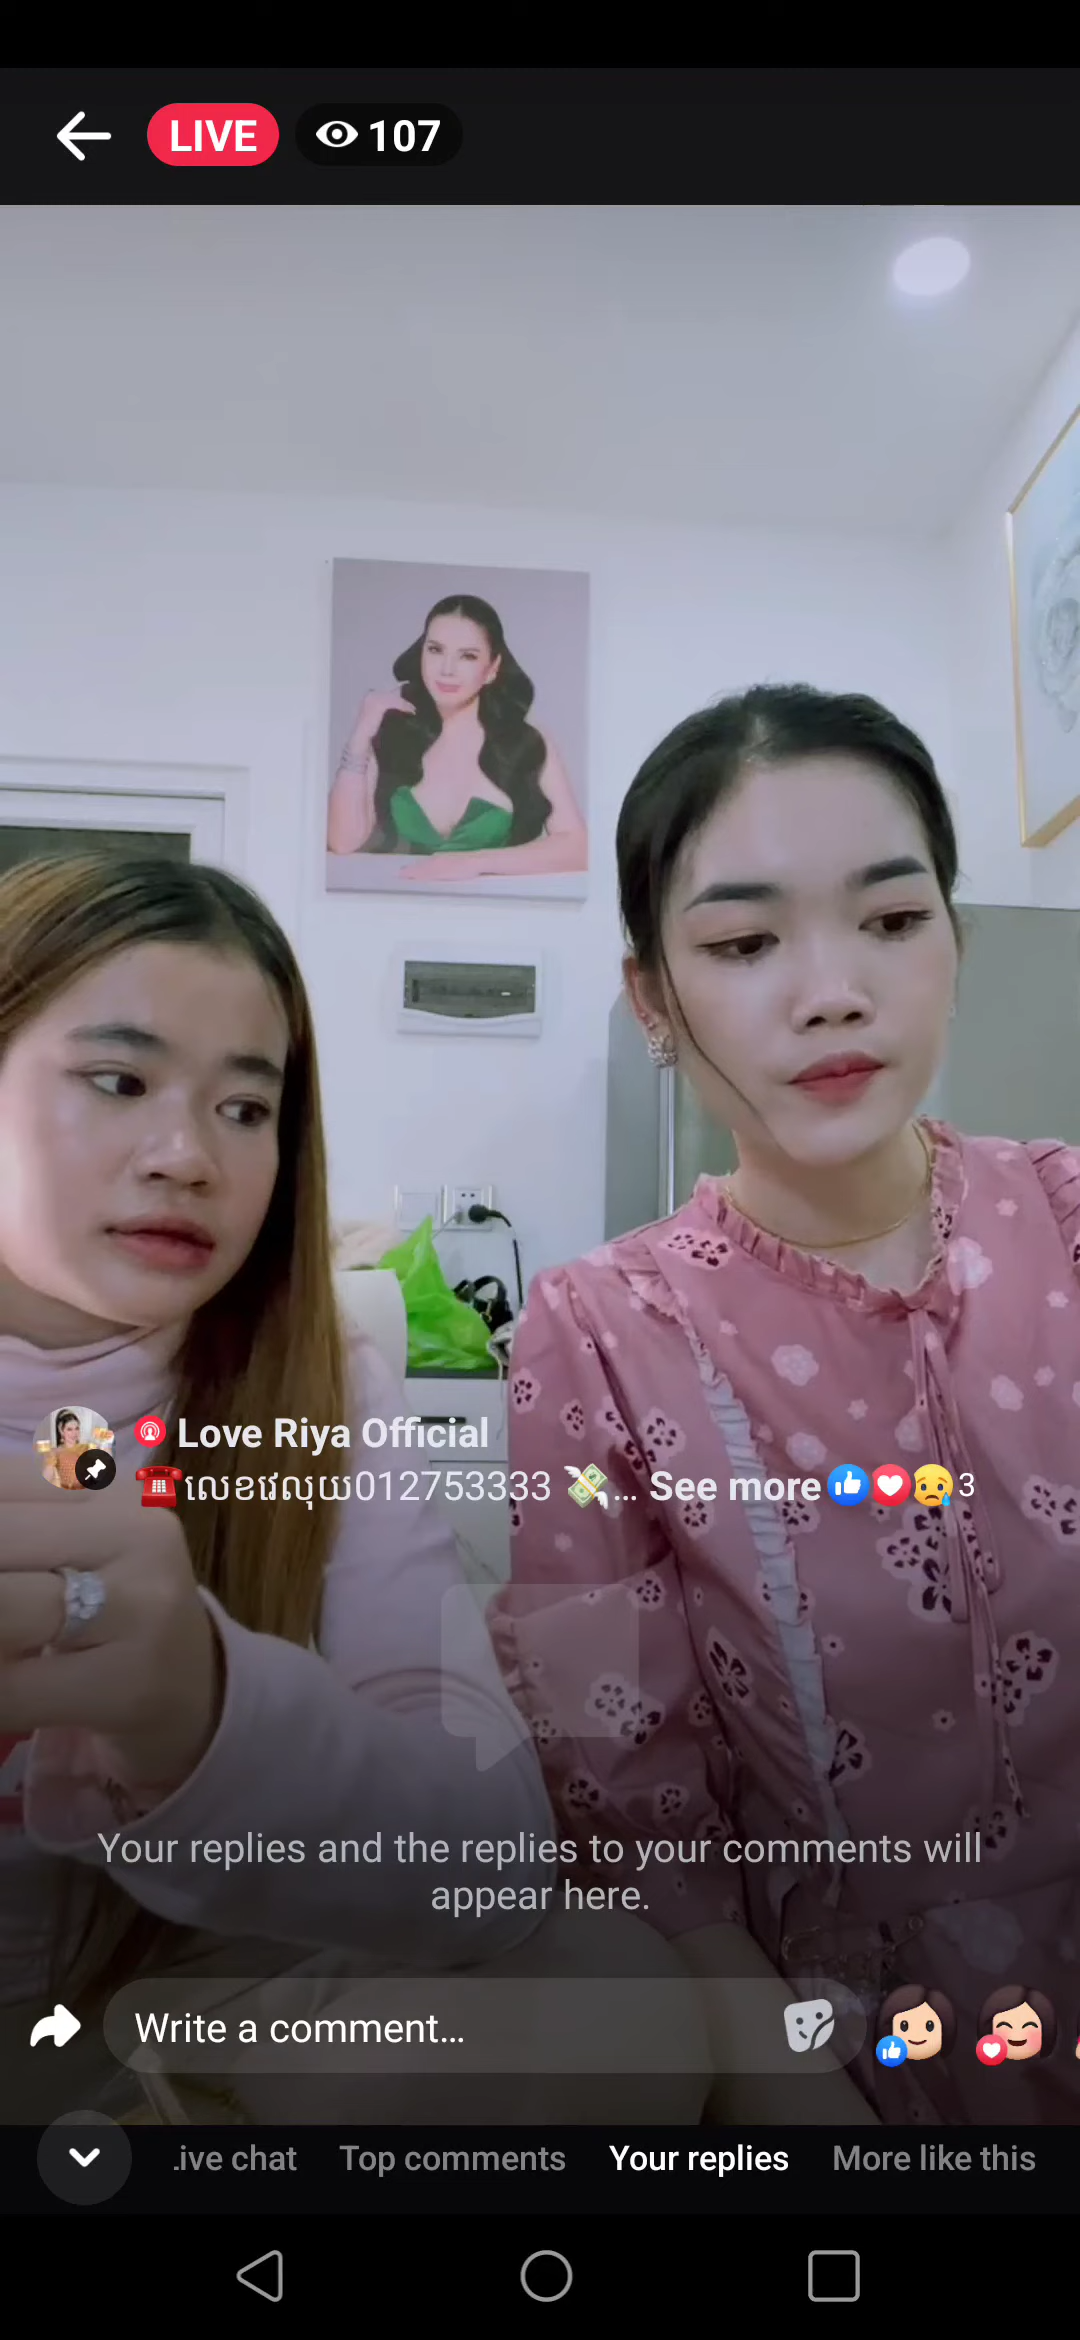 LIVE 107
Love Riya Official
☎️លេខវេលុយ012753333 💸... See more 3
Your replies and the replies to your comments will
appear here.
Write a comment...
.ive chat Top comments Your replies More like this